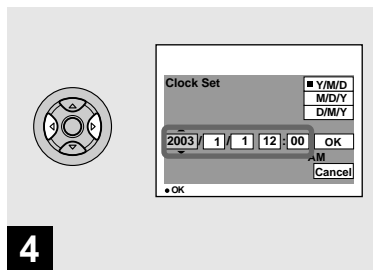 Clock Set
■ Y/M/D
M/D/Y
D/M/Y
2003 / 1 / 1 12 : 00 OK
AM
Cancel
● OK
4